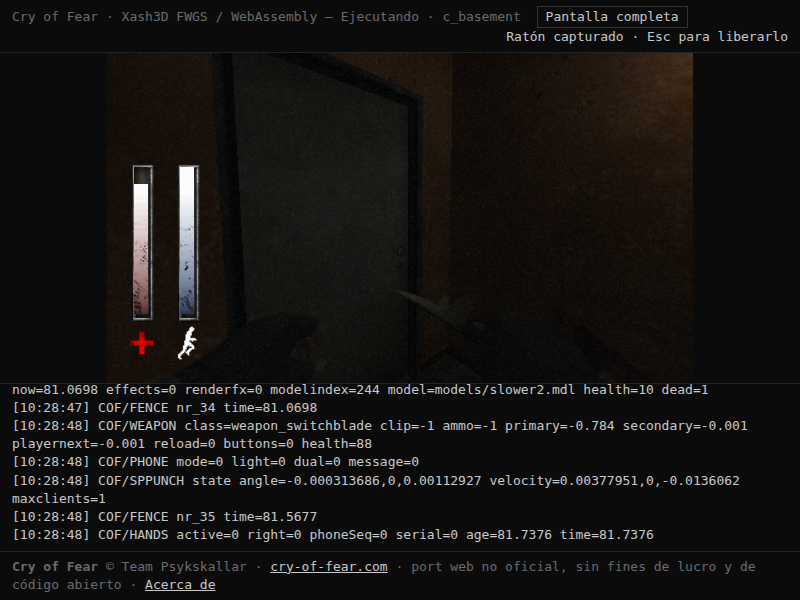 Cry of Fear · Xash3D FWGS / WebAssembly — Ejecutando · c_basement
Pantalla completa
Ratón capturado · Esc para liberarlo
now=81.0698 effects=0 renderfx=0 modelindex=244 model=models/slower2.mdl health=10 dead=1
[10:28:47] COF/FENCE nr_34 time=81.0698
[10:28:48] COF/WEAPON class=weapon_switchblade clip=-1 ammo=-1 primary=-0.784 secondary=-0.001
playernext=-0.001 reload=0 buttons=0 health=88
[10:28:48] COF/PHONE mode=0 light=0 dual=0 message=0
[10:28:48] COF/SPPUNCH state angle=-0.000313686,0,0.00112927 velocity=0.00377951,0,-0.0136062
maxclients=1
[10:28:48] COF/FENCE nr_35 time=81.5677
[10:28:48] COF/HANDS active=0 right=0 phoneSeq=0 serial=0 age=81.7376 time=81.7376
Cry of Fear © Team Psykskallar · cry-of-fear.com · port web no oficial, sin fines de lucro y de
código abierto · Acerca de